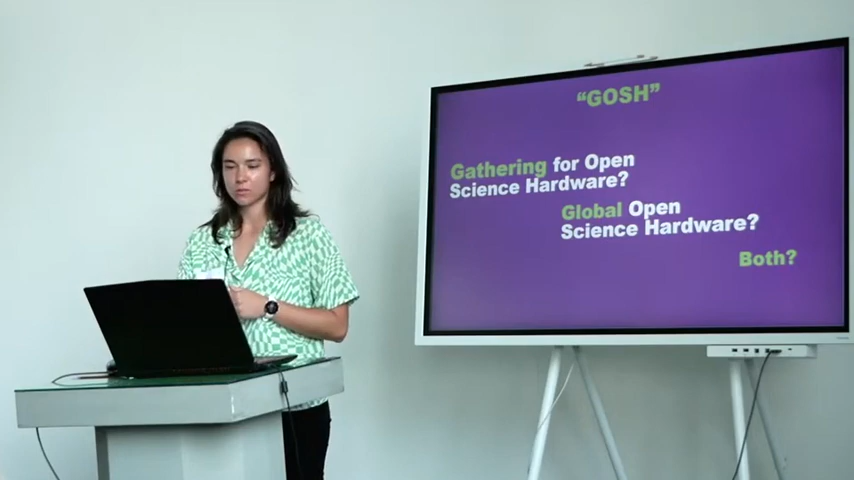 “GOSH”
Gathering for Open
Science Hardware?
Global Open
Science Hardware?
Both?